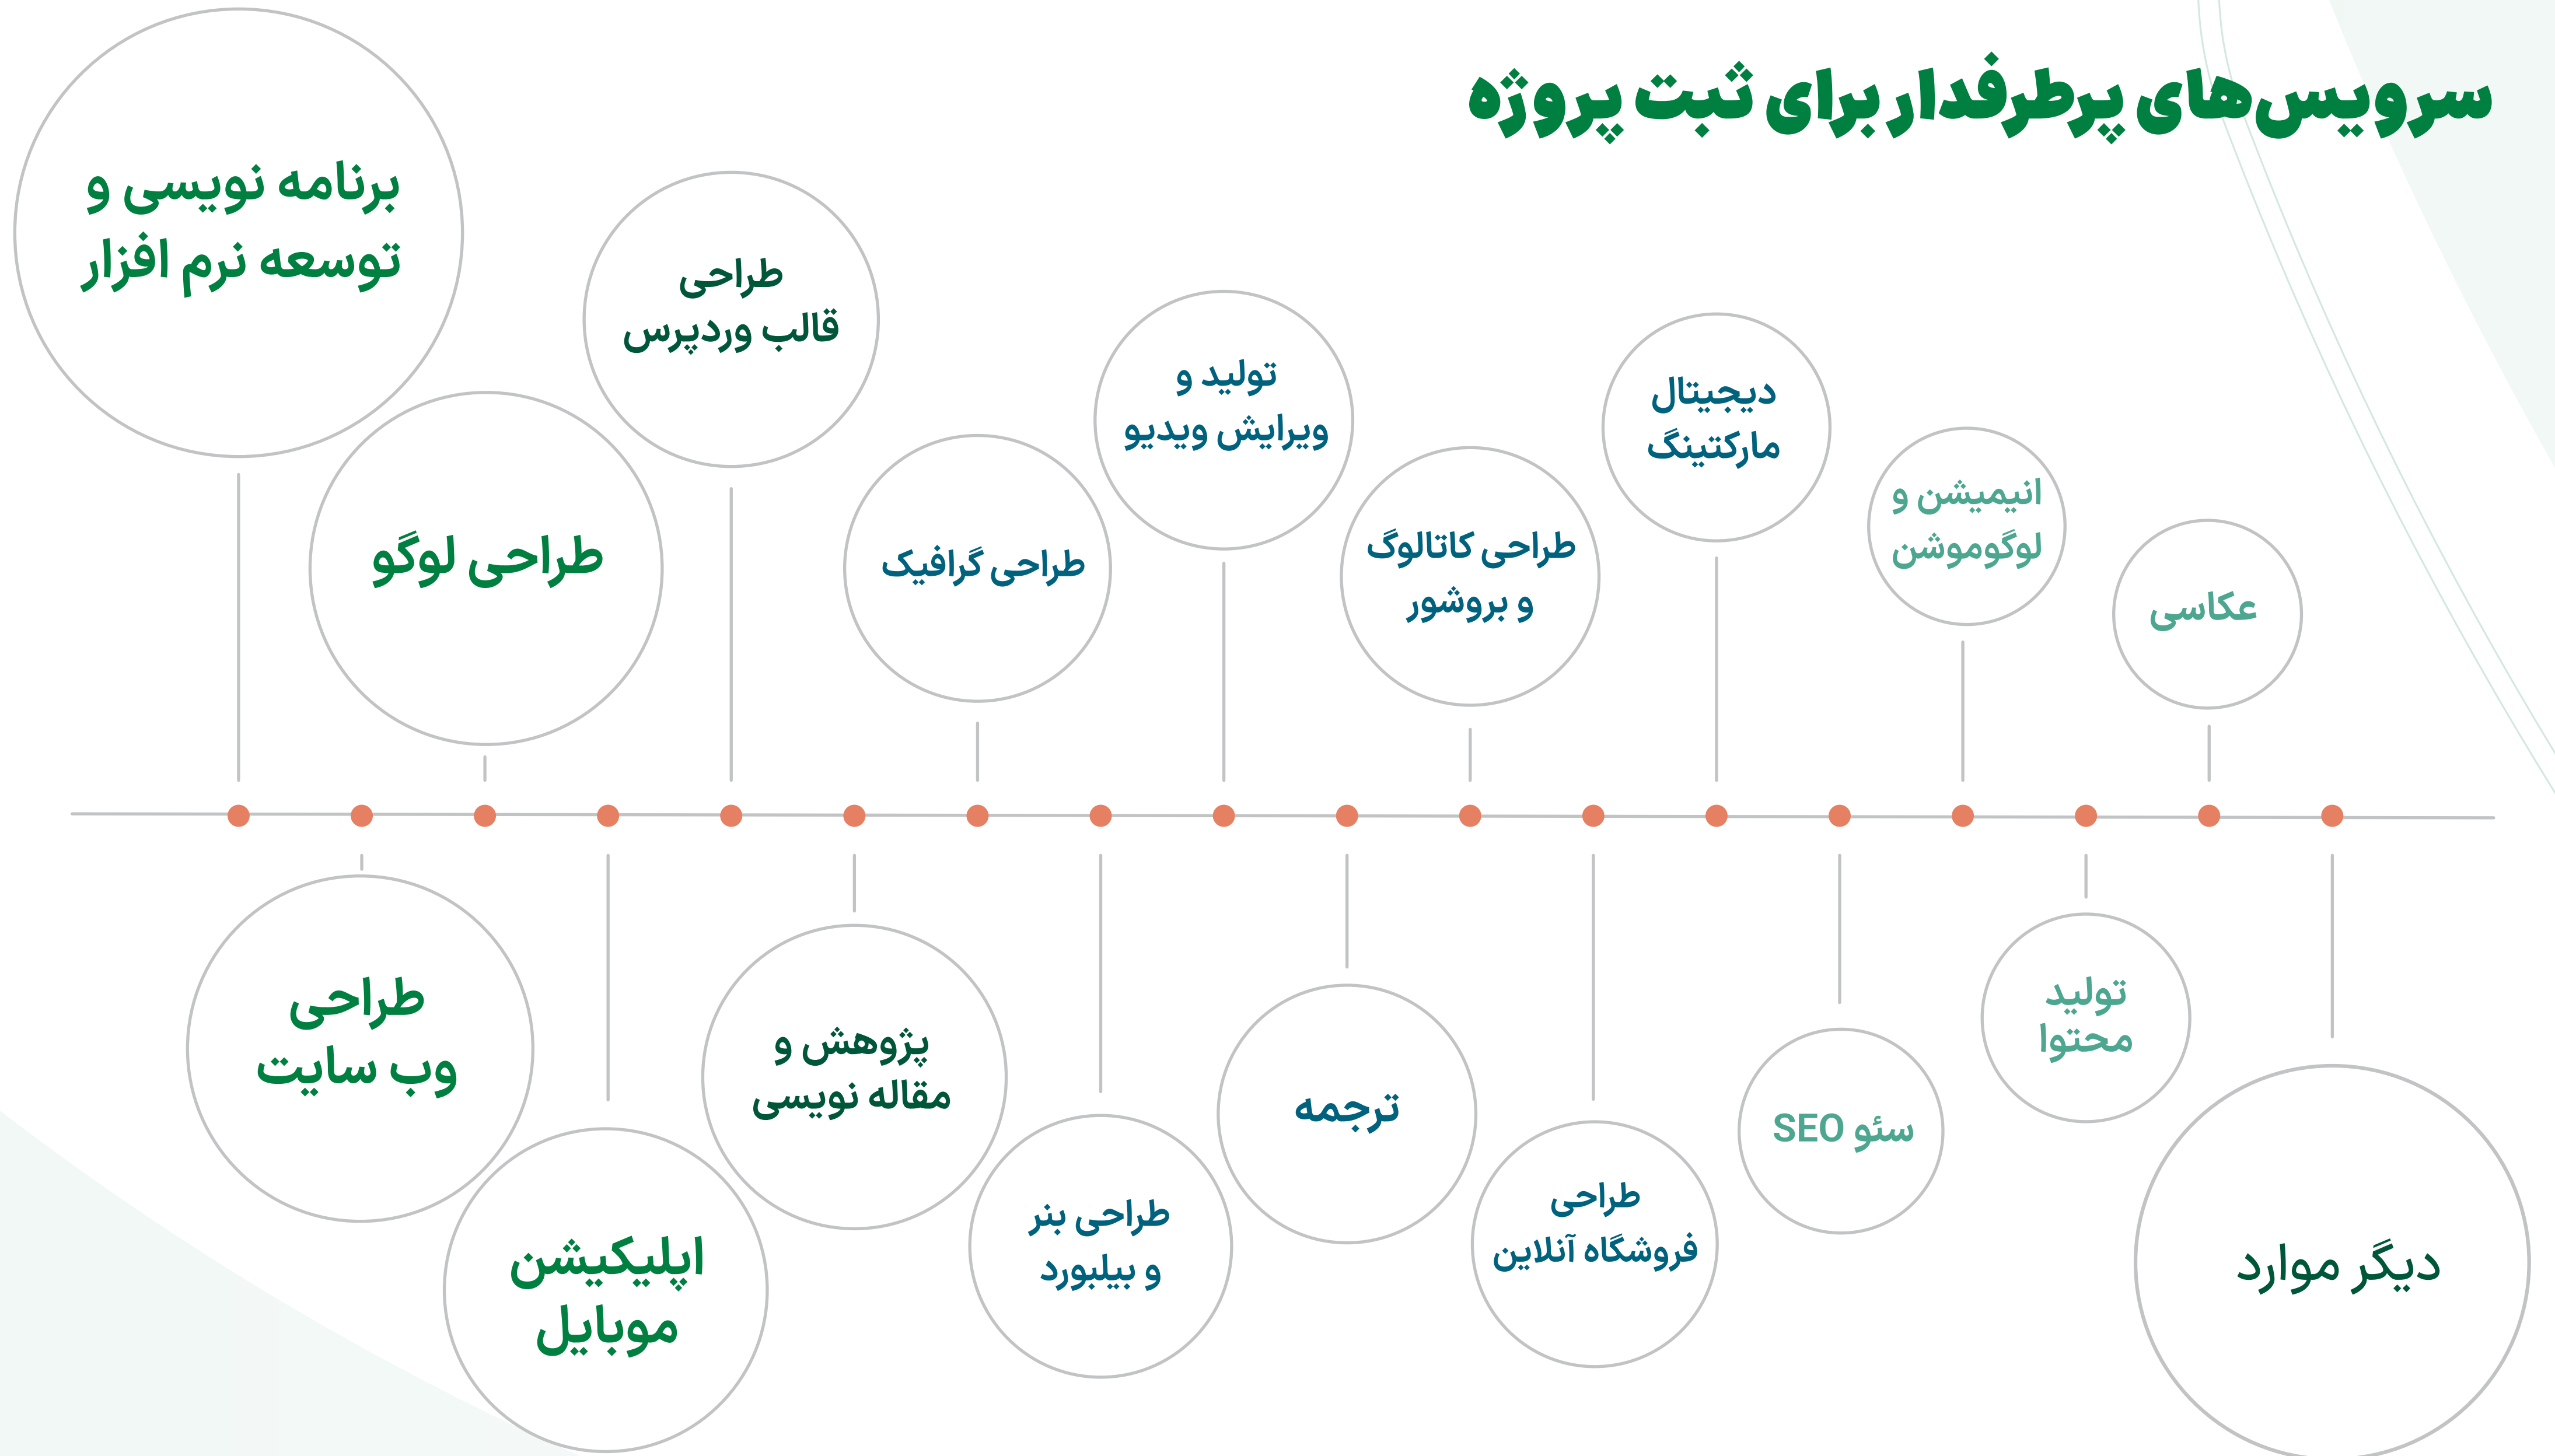 سرویس‌های پرطرفدار برای ثبت پروژه
برنامه نویسی و
توسعه نرم افزار
طراحی
وب سایت
طراحی لوگو
اپلیکیشن
موبایل
طراحی
قالب وردپرس
پژوهش و
مقاله نویسی
طراحی گرافیک
طراحی بنر
و بیلبورد
تولید و
ویرایش ویدیو
ترجمه
طراحی کاتالوگ
و بروشور
طراحی
فروشگاه آنلاین
دیجیتال
مارکتینگ
سئو SEO
انیمیشن و
لوگوموشن
تولید
محتوا
عکاسی
دیگر موارد